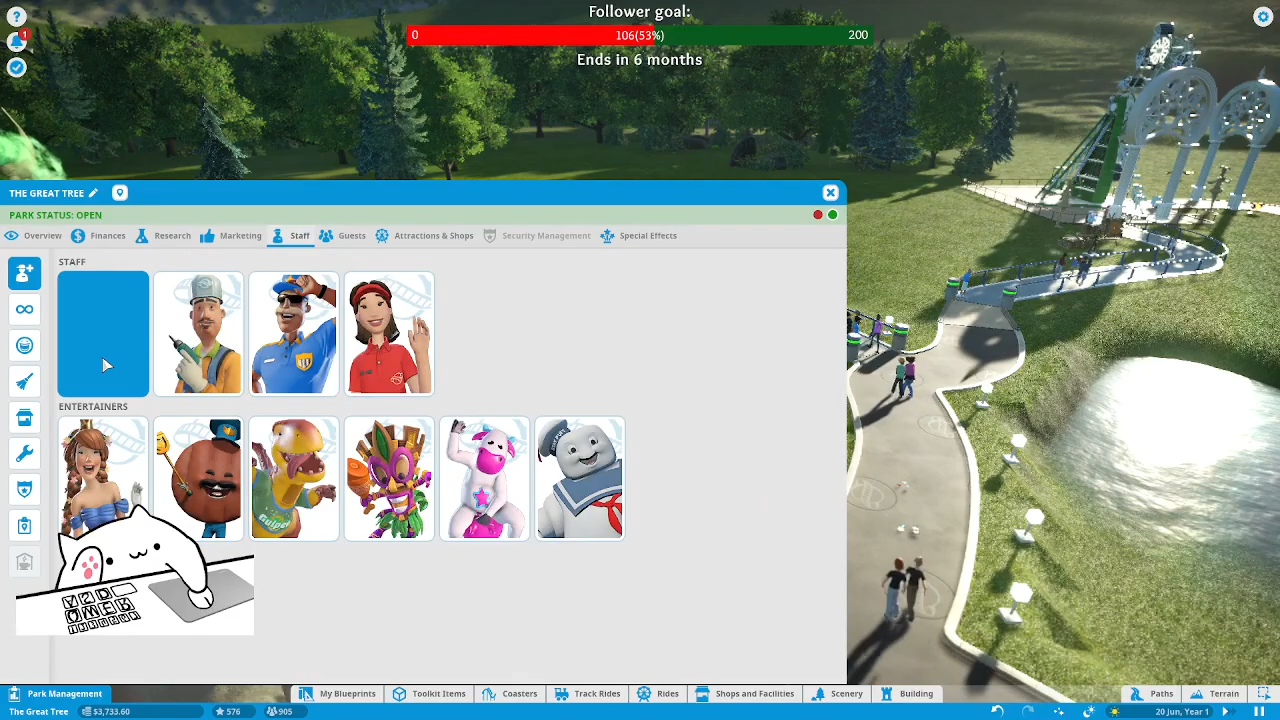 Follower goal:
0 106(53%) 200
Ends in 6 months
1
THE GREAT TREE
PARK STATUS: OPEN
Overview Finances Research Marketing Staff Guests Attractions & Shops Security Management Special Effects
STAFF
ENTERTAINERS
Gulpee
Park Management My Blueprints Toolkit Items Coasters Track Rides Rides Shops and Facilities Scenery Building Paths Terrain
The Great Tree $3,733.60 576 905 20 Jun, Year 1